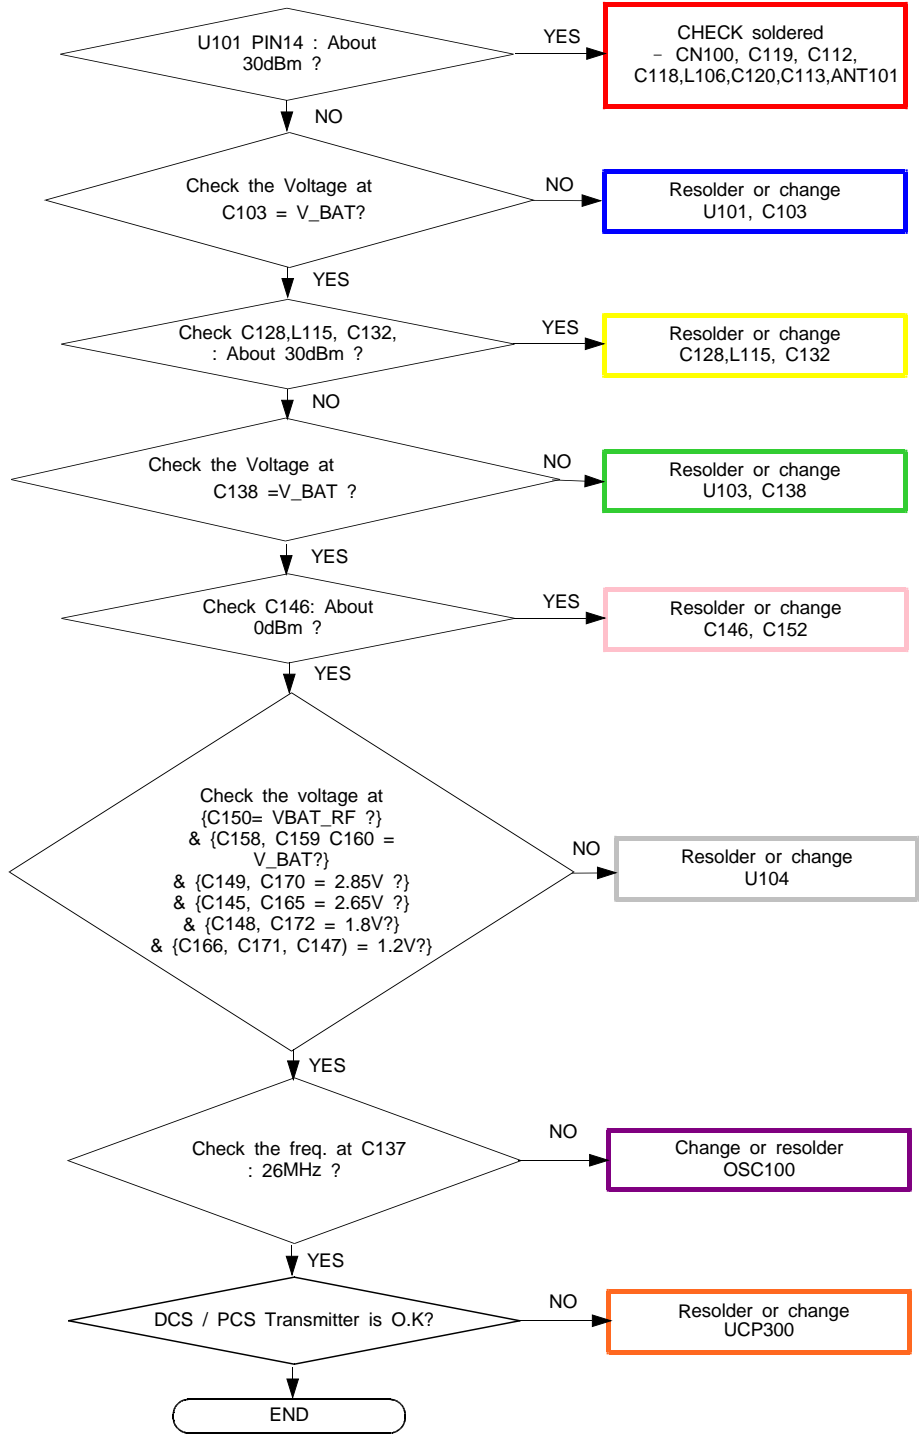 U101 PIN14 : About
30dBm ?
YES
CHECK soldered
– CN100, C119, C112,
C118,L106,C120,C113,ANT101
NO
Check the Voltage at
C103 = V_BAT?
NO
Resolder or change
U101, C103
YES
Check C128,L115, C132,
: About 30dBm ?
YES
Resolder or change
C128,L115, C132
NO
Check the Voltage at
C138 =V_BAT ?
NO
Resolder or change
U103, C138
YES
Check C146: About
0dBm ?
YES
Resolder or change
C146, C152
YES
Check the voltage at
{C150= VBAT_RF ?}
& {C158, C159 C160 =
V_BAT?}
& {C149, C170 = 2.85V ?}
& {C145, C165 = 2.65V ?}
& {C148, C172 = 1.8V?}
& {C166, C171, C147) = 1.2V?}
NO
Resolder or change
U104
YES
Check the freq. at C137
: 26MHz ?
NO
Change or resolder
OSC100
YES
DCS / PCS Transmitter is O.K?
NO
Resolder or change
UCP300
END